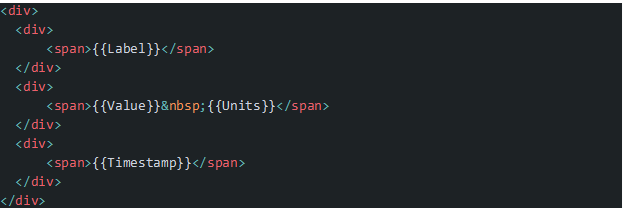 <div>
  <div>
      <span>{{Label}}</span>
  </div>
  <div>
      <span>{{Value}}&nbsp;{{Units}}</span>
  </div>
  <div>
      <span>{{Timestamp}}</span>
  </div>
</div>